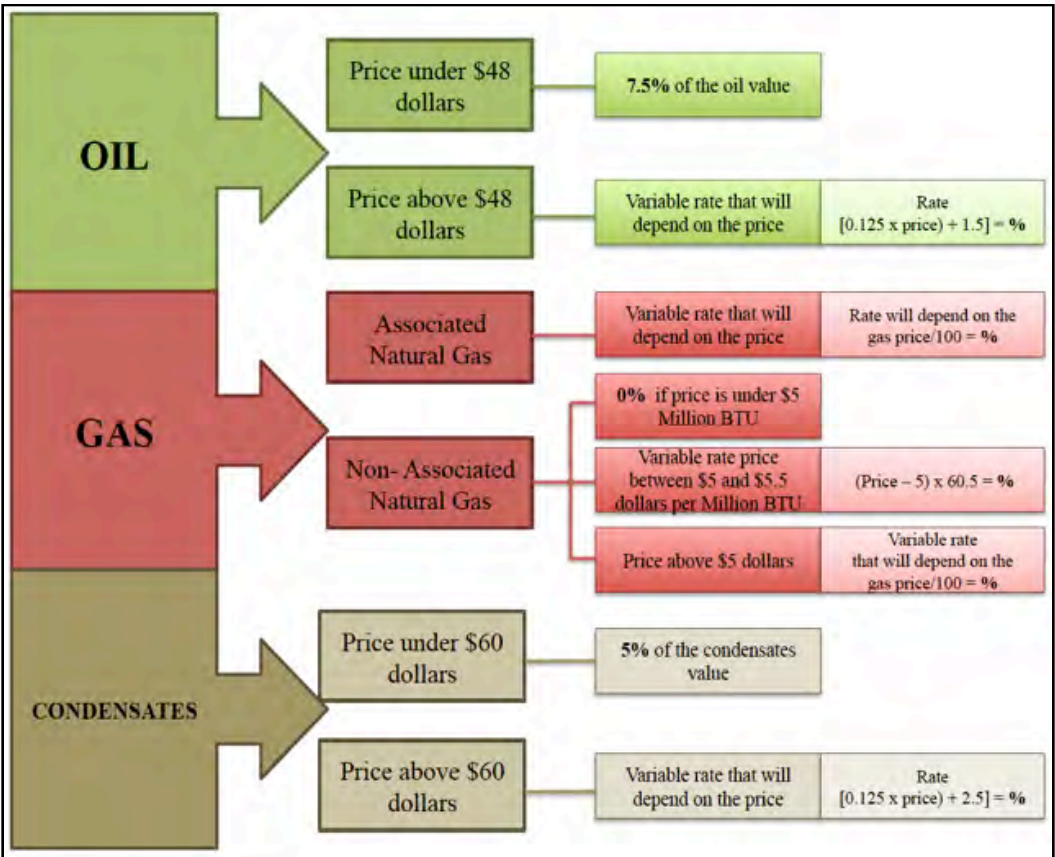 OIL
Price under $48
dollars
7.5% of the oil value
Price above $48
dollars
Variable rate that will
depend on the price
Rate
[0.125 x price) + 1.5] = %
GAS
Associated
Natural Gas
Variable rate that will
depend on the price
Rate will depend on the
gas price/100 = %
Non- Associated
Natural Gas
0% if price is under $5
Million BTU
Variable rate price
between $5 and $5.5
dollars per Million BTU
(Price – 5) x 60.5 = %
Price above $5 dollars
Variable rate
that will depend on the
gas price/100 = %
CONDENSATES
Price under $60
dollars
5% of the condensates
value
Price above $60
dollars
Variable rate that will
depend on the price
Rate
[0.125 x price) + 2.5] = %